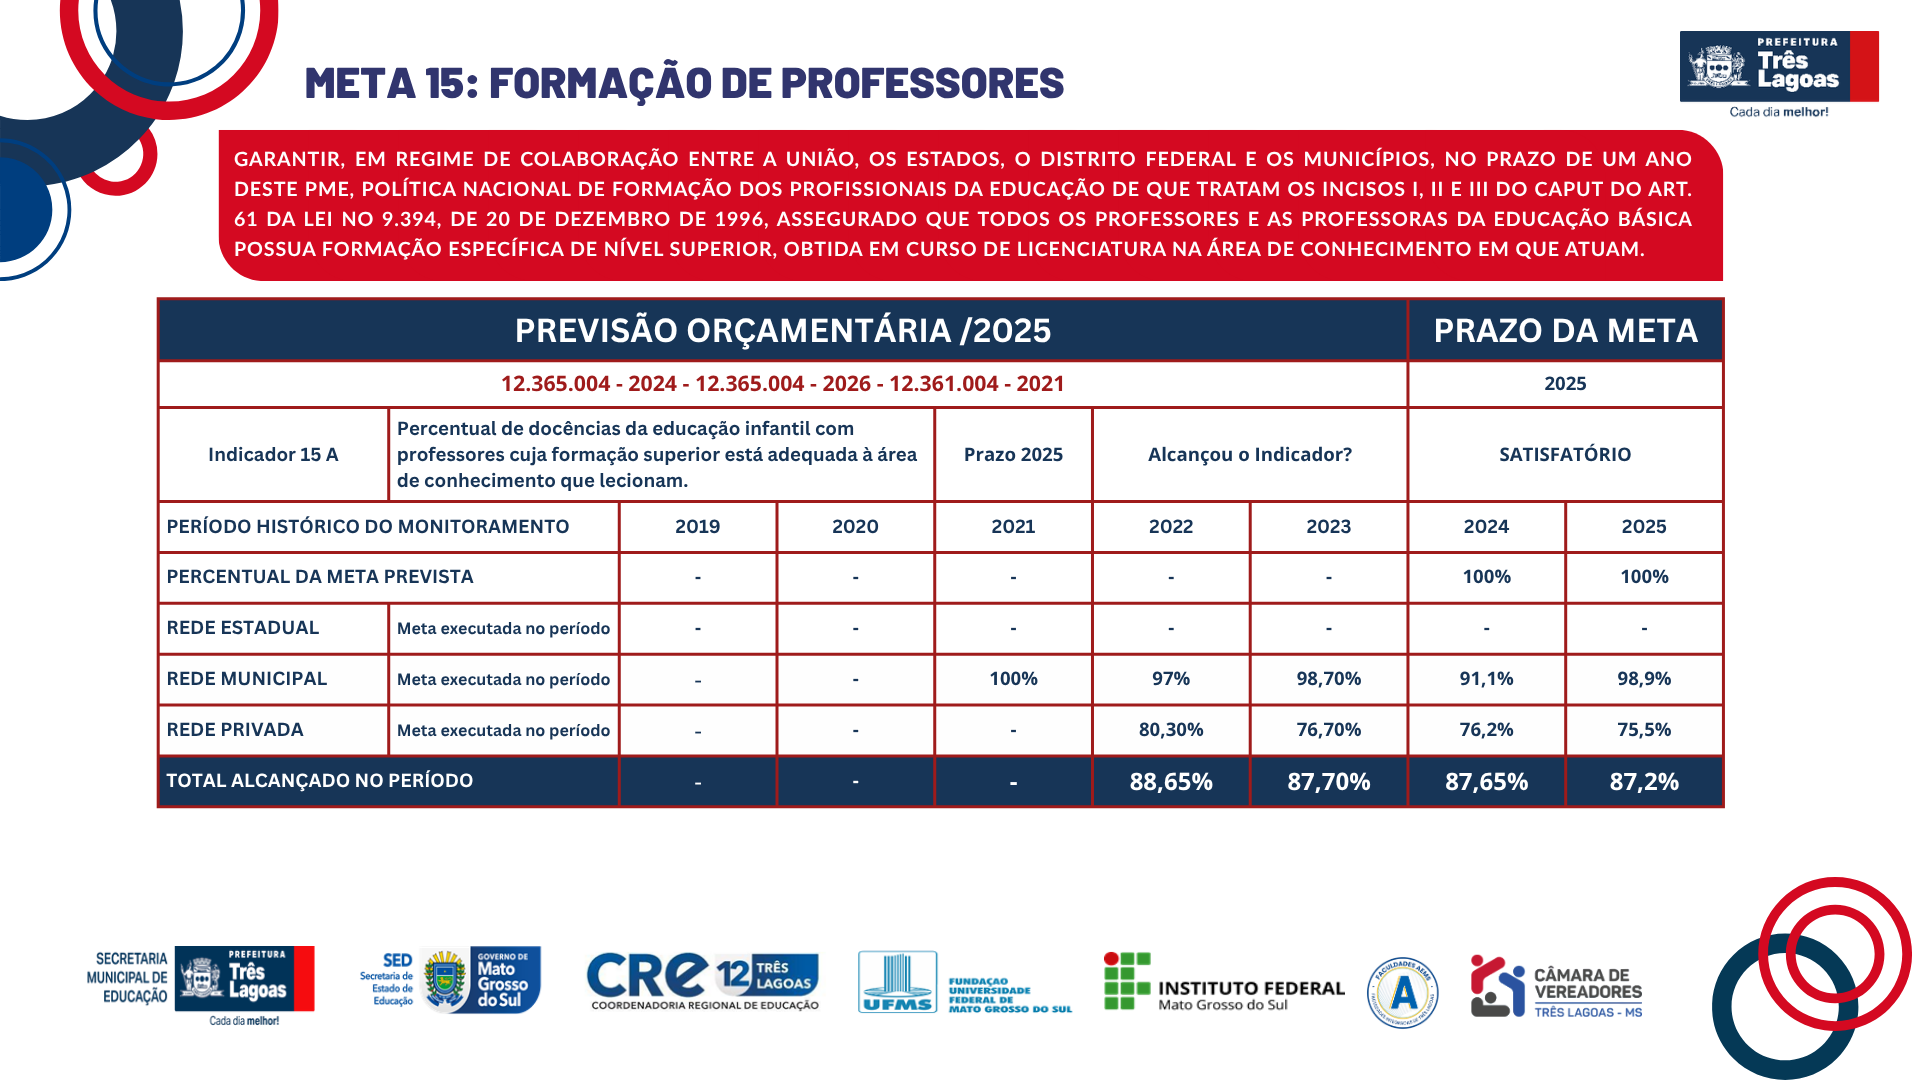 META 15: FORMAÇÃO DE PROFESSORES
PREFEITURA
Três
Lagoas
Cada dia melhor!
GARANTIR, EM REGIME DE COLABORAÇÃO ENTRE A UNIÃO, OS ESTADOS, O DISTRITO FEDERAL E OS MUNICÍPIOS, NO PRAZO DE UM ANO
DESTE PME, POLÍTICA NACIONAL DE FORMAÇÃO DOS PROFISSIONAIS DA EDUCAÇÃO DE QUE TRATAM OS INCISOS I, II E III DO CAPUT DO ART.
61 DA LEI NO 9.394, DE 20 DE DEZEMBRO DE 1996, ASSEGURADO QUE TODOS OS PROFESSORES E AS PROFESSORAS DA EDUCAÇÃO BÁSICA
POSSUA FORMAÇÃO ESPECÍFICA DE NÍVEL SUPERIOR, OBTIDA EM CURSO DE LICENCIATURA NA ÁREA DE CONHECIMENTO EM QUE ATUAM.
PREVISÃO ORÇAMENTÁRIA /2025 PRAZO DA META
12.365.004 - 2024 - 12.365.004 - 2026 - 12.361.004 - 2021 2025
Indicador 15 A
Percentual de docências da educação infantil com
professores cuja formação superior está adequada à área
de conhecimento que lecionam.
Prazo 2025 Alcançou o Indicador? SATISFATÓRIO
PERÍODO HISTÓRICO DO MONITORAMENTO 2019 2020 2021 2022 2023 2024 2025
PERCENTUAL DA META PREVISTA - - - - - 100% 100%
REDE ESTADUAL Meta executada no período - - - - - - -
REDE MUNICIPAL Meta executada no período - - 100% 97% 98,70% 91,1% 98,9%
REDE PRIVADA Meta executada no período - - - 80,30% 76,70% 76,2% 75,5%
TOTAL ALCANÇADO NO PERÍODO - - - 88,65% 87,70% 87,65% 87,2%
SECRETARIA
MUNICIPAL DE
EDUCAÇÃO
PREFEITURA
Três
Lagoas
Cada dia melhor!
SED
Secretaria de
Estado de
Educação
GOVERNO DE
Mato
Grosso
do Sul
CRE 12 TRÊS
LAGOAS
COORDENADORIA REGIONAL DE EDUCAÇÃO
UFMS
FUNDAÇAO
UNIVERSIDADE
FEDERAL DE
MATO GROSSO DO SUL
INSTITUTO FEDERAL
Mato Grosso do Sul
FACULDADES AEMS
A
CÂMARA DE
VEREADORES
TRÊS LAGOAS - MS